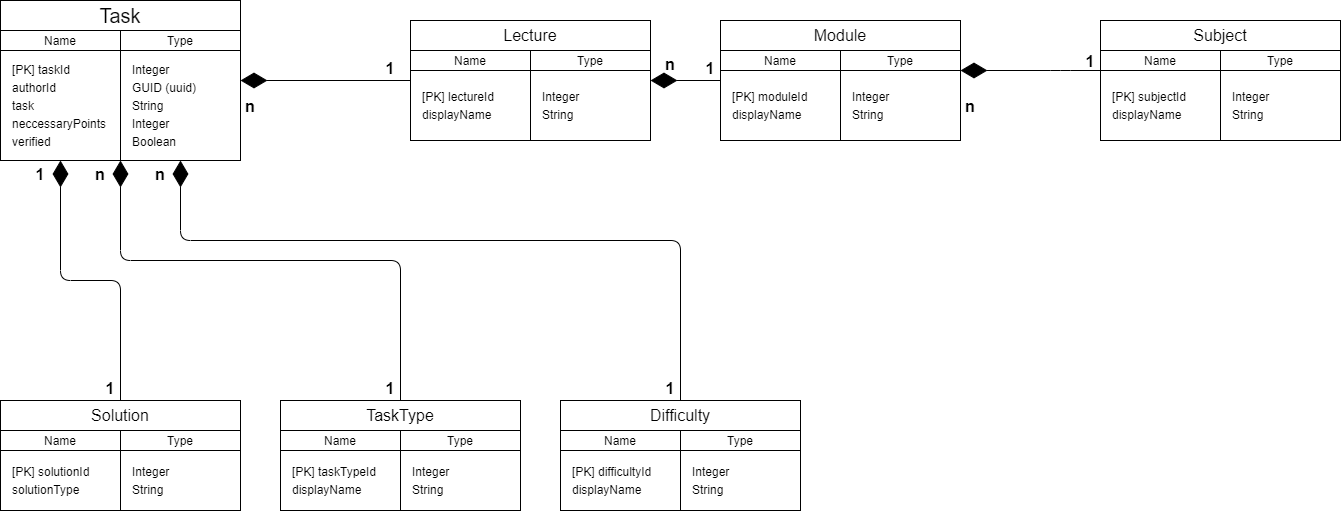 Task
Name Type
[PK] taskId Integer
authorId GUID (uuid)
task String
neccessaryPoints Integer
verified Boolean
n
1
Lecture
Name Type
[PK] lectureId Integer
displayName String
n
1
Module
Name Type
[PK] moduleId Integer
displayName String
n
1
Subject
Name Type
[PK] subjectId Integer
displayName String
1 n n
1 1 1
Solution
Name Type
[PK] solutionId Integer
solutionType String
TaskType
Name Type
[PK] taskTypeId Integer
displayName String
Difficulty
Name Type
[PK] difficultyId Integer
displayName String